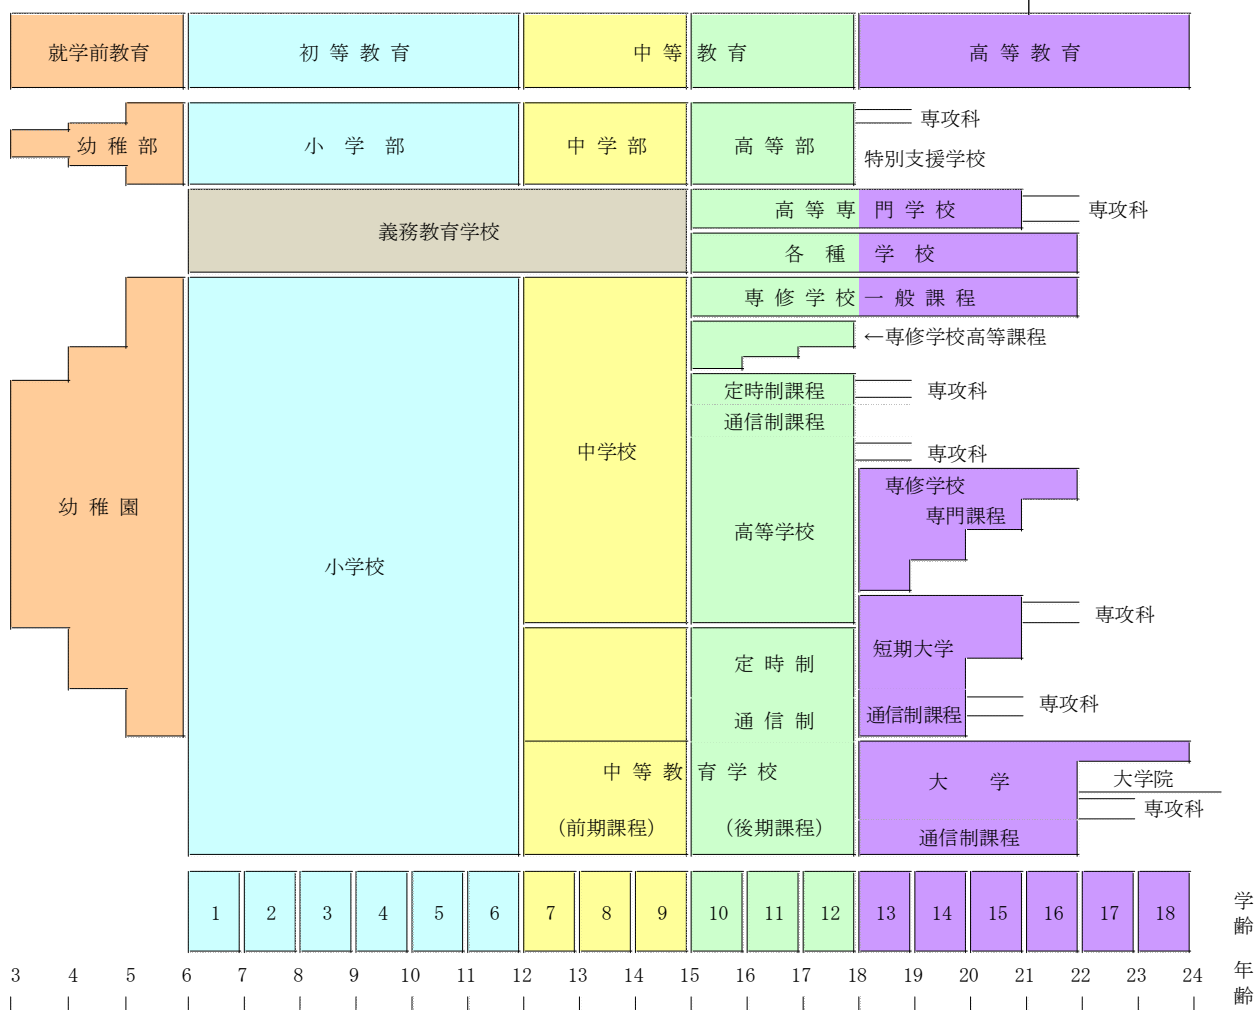 就学前教育 初等教育 中等教育 高等教育
幼稚部 小学部 中学部 高等部 専攻科
特別支援学校
義務教育学校 高等専門学校 専攻科
各種学校
専修学校一般課程
←専修学校高等課程
定時制課程 専攻科
通信制課程
中学校 専攻科
幼稚園 専修学校
専門課程
小学校 高等学校
専攻科
短期大学
定時制
通信制 通信制課程 専攻科
中等教育学校 大学 大学院
専攻科
(前期課程) (後期課程) 通信制課程
1 2 3 4 5 6 7 8 9 10 11 12 13 14 15 16 17 18 学齢
3 4 5 6 7 8 9 10 11 12 13 14 15 16 17 18 19 20 21 22 23 24 年齢